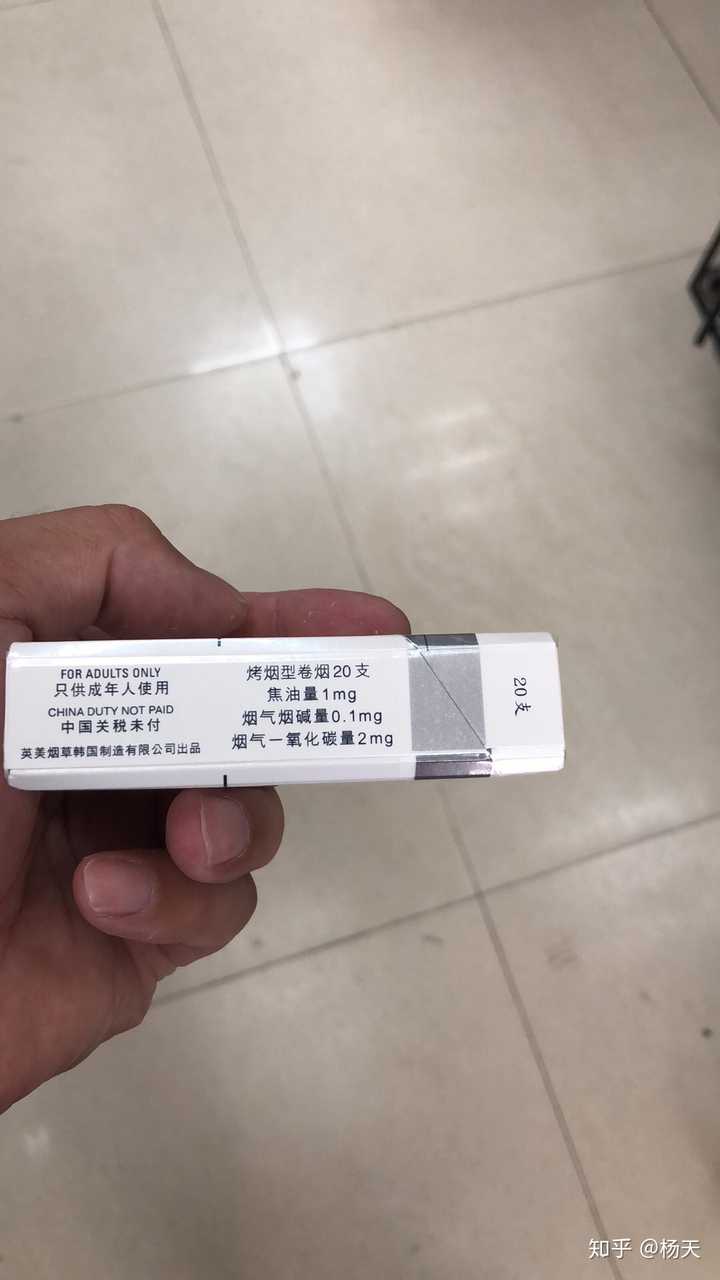 FOR ADULTS ONLY
只供成年人使用
CHINA DUTY NOT PAID
中国关税未付
英美烟草韩国制造有限公司出品
烤烟型卷烟20支
焦油量1mg
烟气烟碱量0.1mg
烟气一氧化碳量2mg
20支
知乎 @杨天